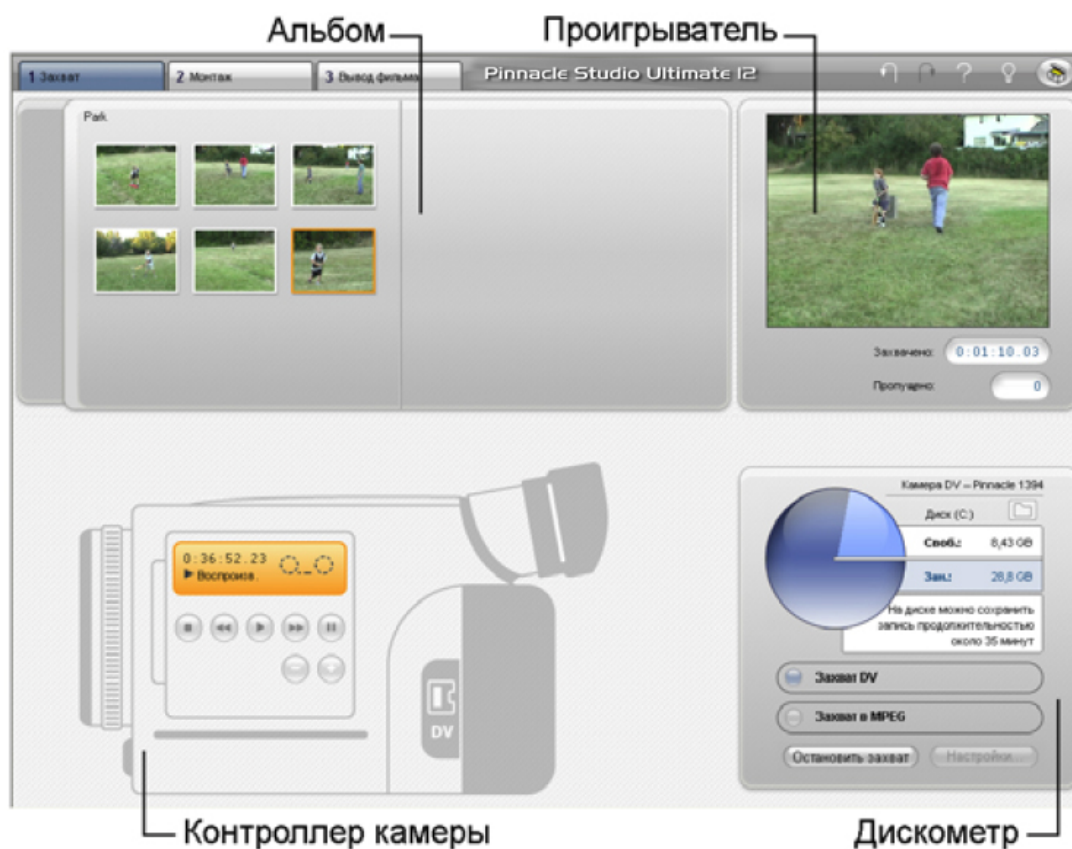 Альбом
Проигрыватель
1 Захват
2 Монтаж
3 Вывод фильма
Pinnacle Studio Ultimate 12
Park
Захвачено: 0:01:10.03
Пропущено: 0
0:36:52.23
Воспроизв.
DV
Камера DV – Pinnacle 1394
Диск (C:)
Своб.: 8,43 GB
Зан.: 28,8 GB
На диске можно сохранить
запись продолжительностью
около 35 минут
Захват DV
Захват в MPEG
Остановить захват
Настройки...
Контроллер камеры
Дискометр